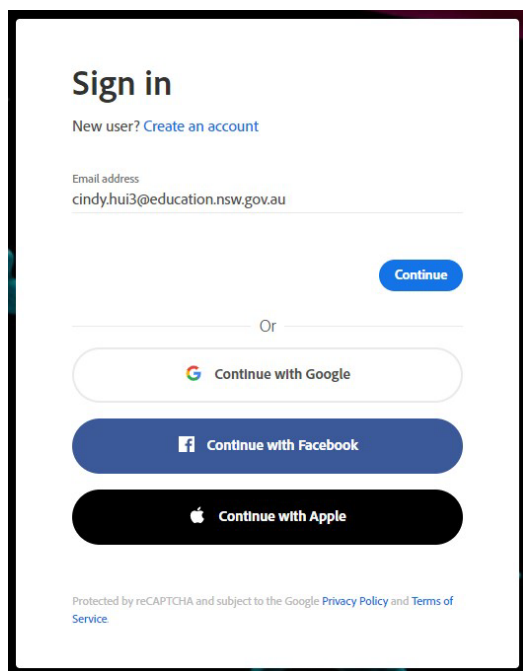 Sign in
New user? Create an account
Email address
cindy.hui3@education.nsw.gov.au
Continue
Or
Continue with Google
Continue with Facebook
Continue with Apple
Protected by reCAPTCHA and subject to the Google Privacy Policy and Terms of
Service.